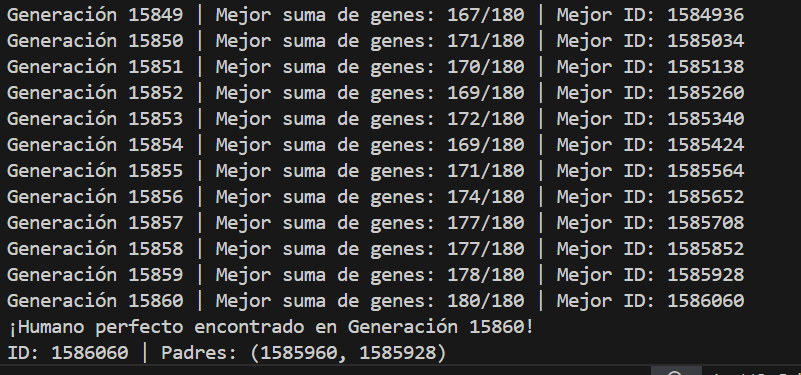 Generación 15849 | Mejor suma de genes: 167/180 | Mejor ID: 1584936
Generación 15850 | Mejor suma de genes: 171/180 | Mejor ID: 1585034
Generación 15851 | Mejor suma de genes: 170/180 | Mejor ID: 1585138
Generación 15852 | Mejor suma de genes: 169/180 | Mejor ID: 1585260
Generación 15853 | Mejor suma de genes: 172/180 | Mejor ID: 1585340
Generación 15854 | Mejor suma de genes: 169/180 | Mejor ID: 1585424
Generación 15855 | Mejor suma de genes: 171/180 | Mejor ID: 1585564
Generación 15856 | Mejor suma de genes: 174/180 | Mejor ID: 1585652
Generación 15857 | Mejor suma de genes: 177/180 | Mejor ID: 1585708
Generación 15858 | Mejor suma de genes: 177/180 | Mejor ID: 1585852
Generación 15859 | Mejor suma de genes: 178/180 | Mejor ID: 1585928
Generación 15860 | Mejor suma de genes: 180/180 | Mejor ID: 1586060
¡Humano perfecto encontrado en Generación 15860!
ID: 1586060 | Padres: (1585960, 1585928)